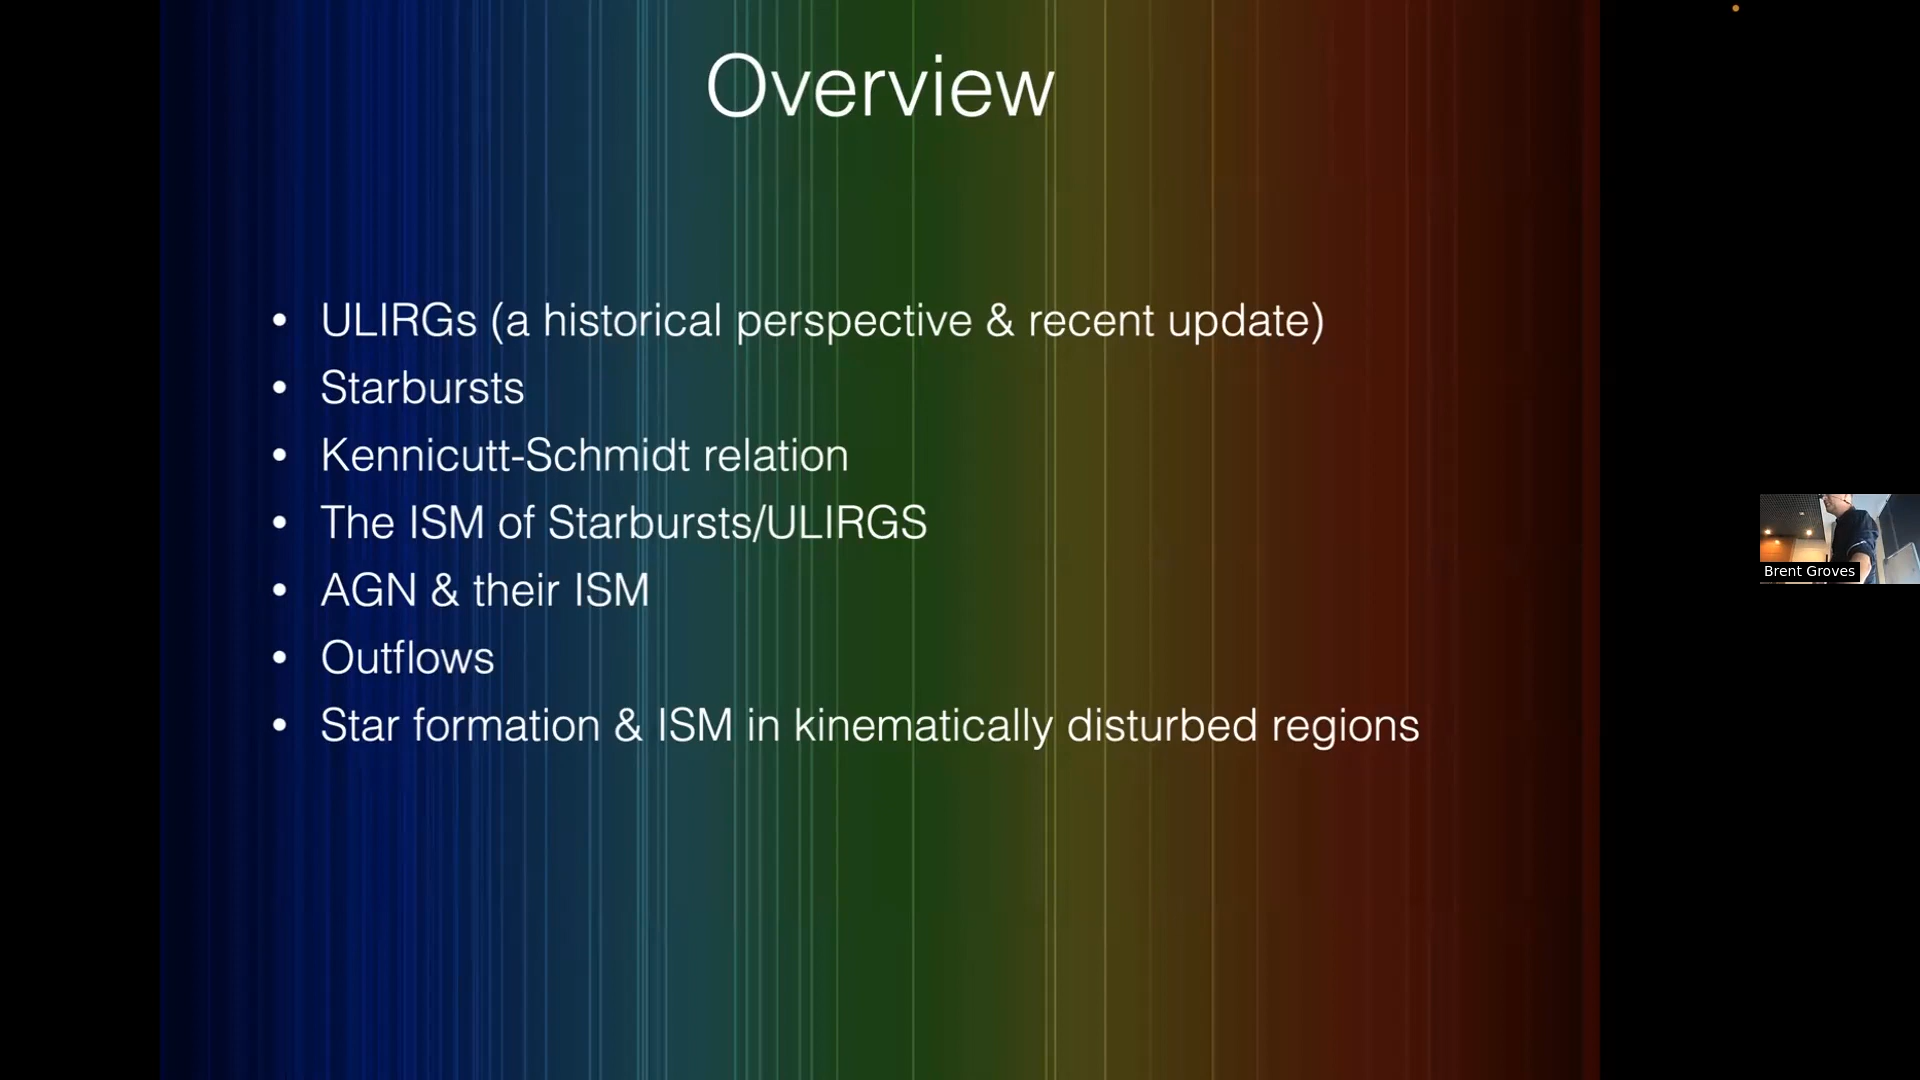 Overview
• ULIRGs (a historical perspective & recent update)
• Starbursts
• Kennicutt-Schmidt relation
• The ISM of Starbursts/ULIRGS
• AGN & their ISM
• Outflows
• Star formation & ISM in kinematically disturbed regions
Brent Groves